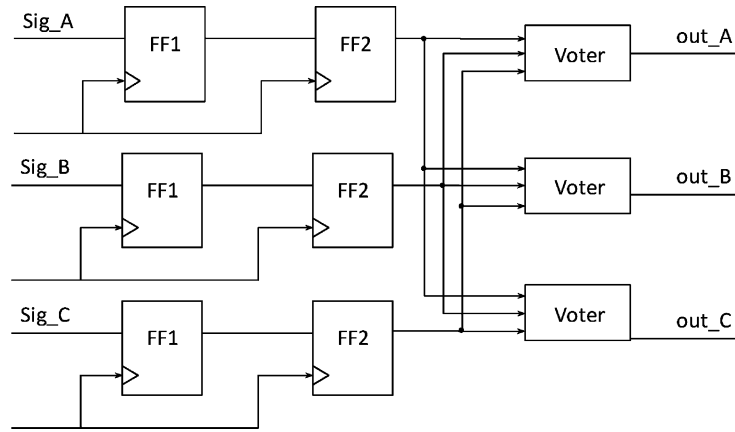 Sig_A
FF1
FF2
Voter
out_A
Sig_B
FF1
FF2
Voter
out_B
Sig_C
FF1
FF2
Voter
out_C